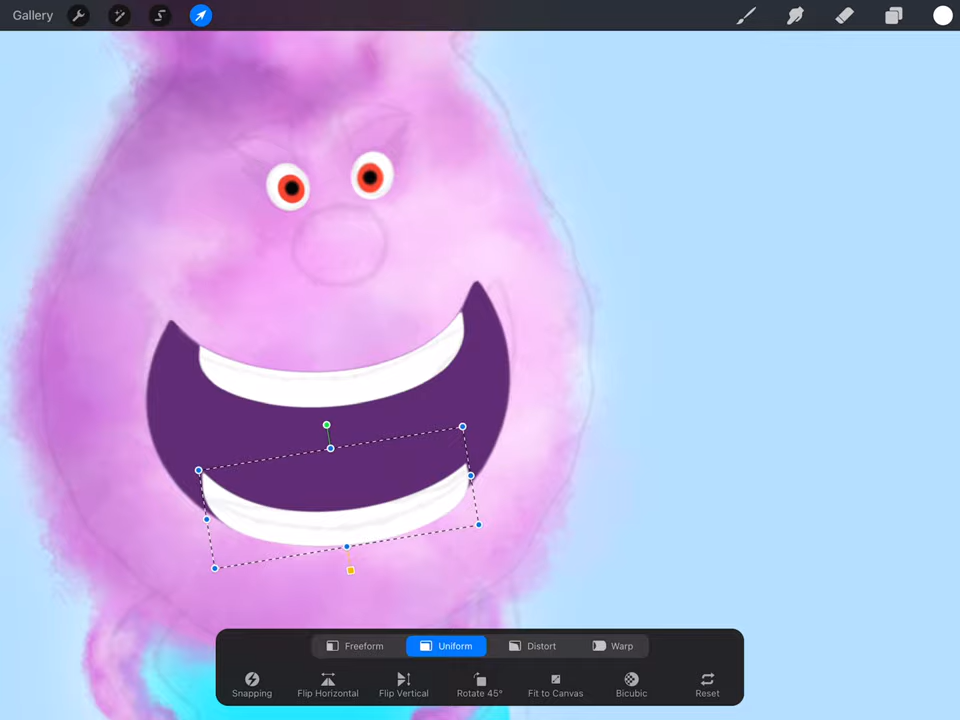 Gallery
Freeform Uniform Distort Warp
Snapping Flip Horizontal Flip Vertical Rotate 45° Fit to Canvas Bicubic Reset